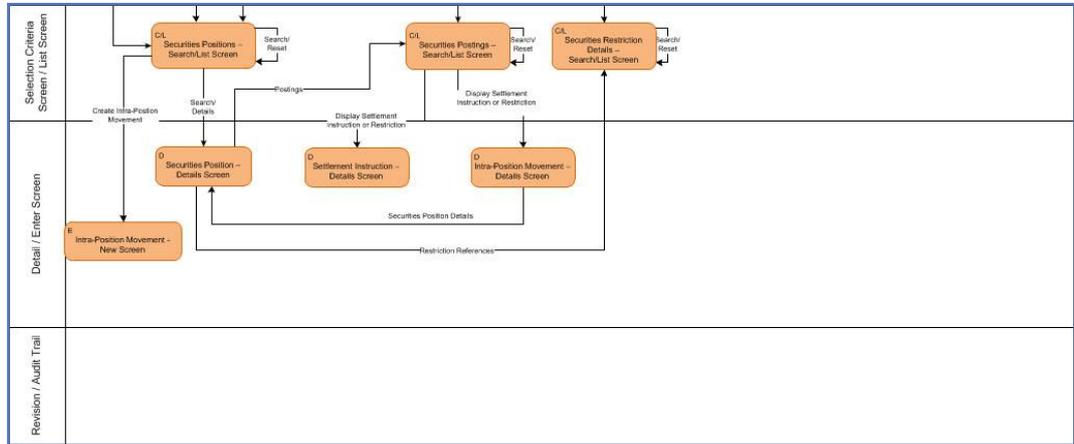 Selection Criteria
Screen / List Screen
C/L
Securities Positions –
Search/List Screen
Search/
Reset
C/L
Securities Postings –
Search/List Screen
Search/
Reset
C/L
Securities Restriction
Details –
Search/List Screen
Search/
Reset
Create Intra-Postion
Movement
Search/
Details
Postings
Display Settlement
Instruction or Restriction
Display Settlement
Instruction or Restriction
Detail / Enter Screen
D
Securities Position –
Details Screen
D
Settlement Instruction –
Details Screen
D
Intra-Position Movement –
Details Screen
Securities Position Details
E
Intra-Position Movement -
New Screen
Restriction References
Revision / Audit Trail